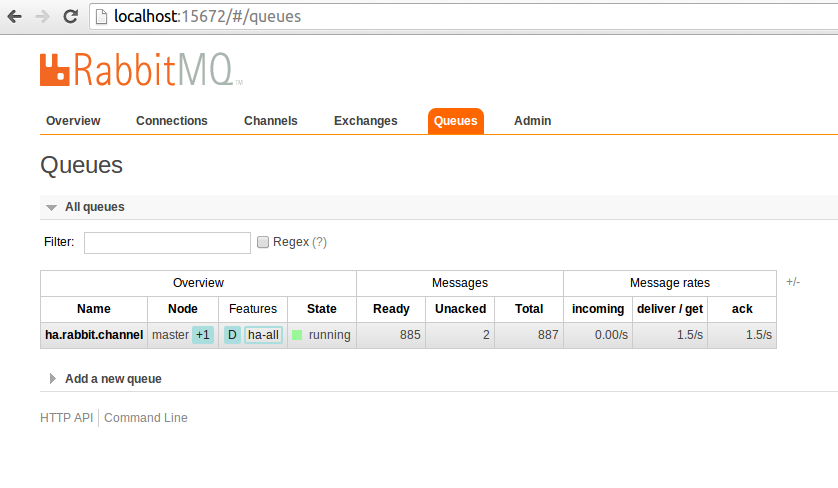 localhost:15672/#/queues
RabbitMQ™
Overview Connections Channels Exchanges Queues Admin
Queues
All queues
Filter: Regex (?)
Overview Messages Message rates +/-
Name Node Features State Ready Unacked Total incoming deliver / get ack
ha.rabbit.channel master +1 D ha-all running 885 2 887 0.00/s 1.5/s 1.5/s
Add a new queue
HTTP API Command Line